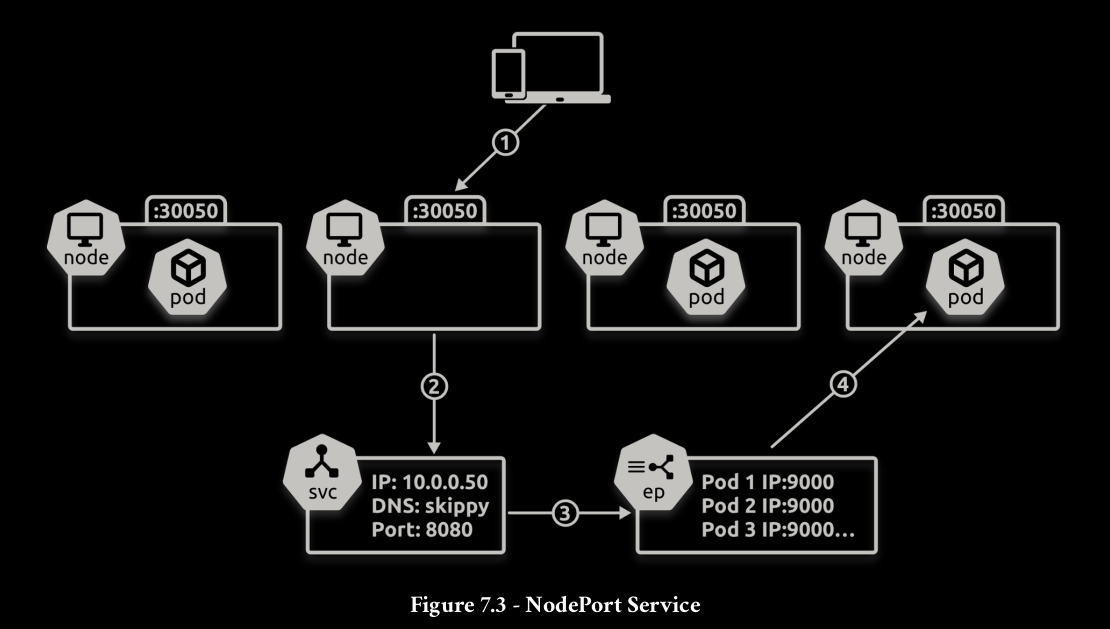 ①
:30050
:30050
:30050
:30050
node
node
node
node
pod
pod
pod
②
④
svc
IP: 10.0.0.50
DNS: skippy
Port: 8080
③
ep
Pod 1 IP:9000
Pod 2 IP:9000
Pod 3 IP:9000...
Figure 7.3 - NodePort Service